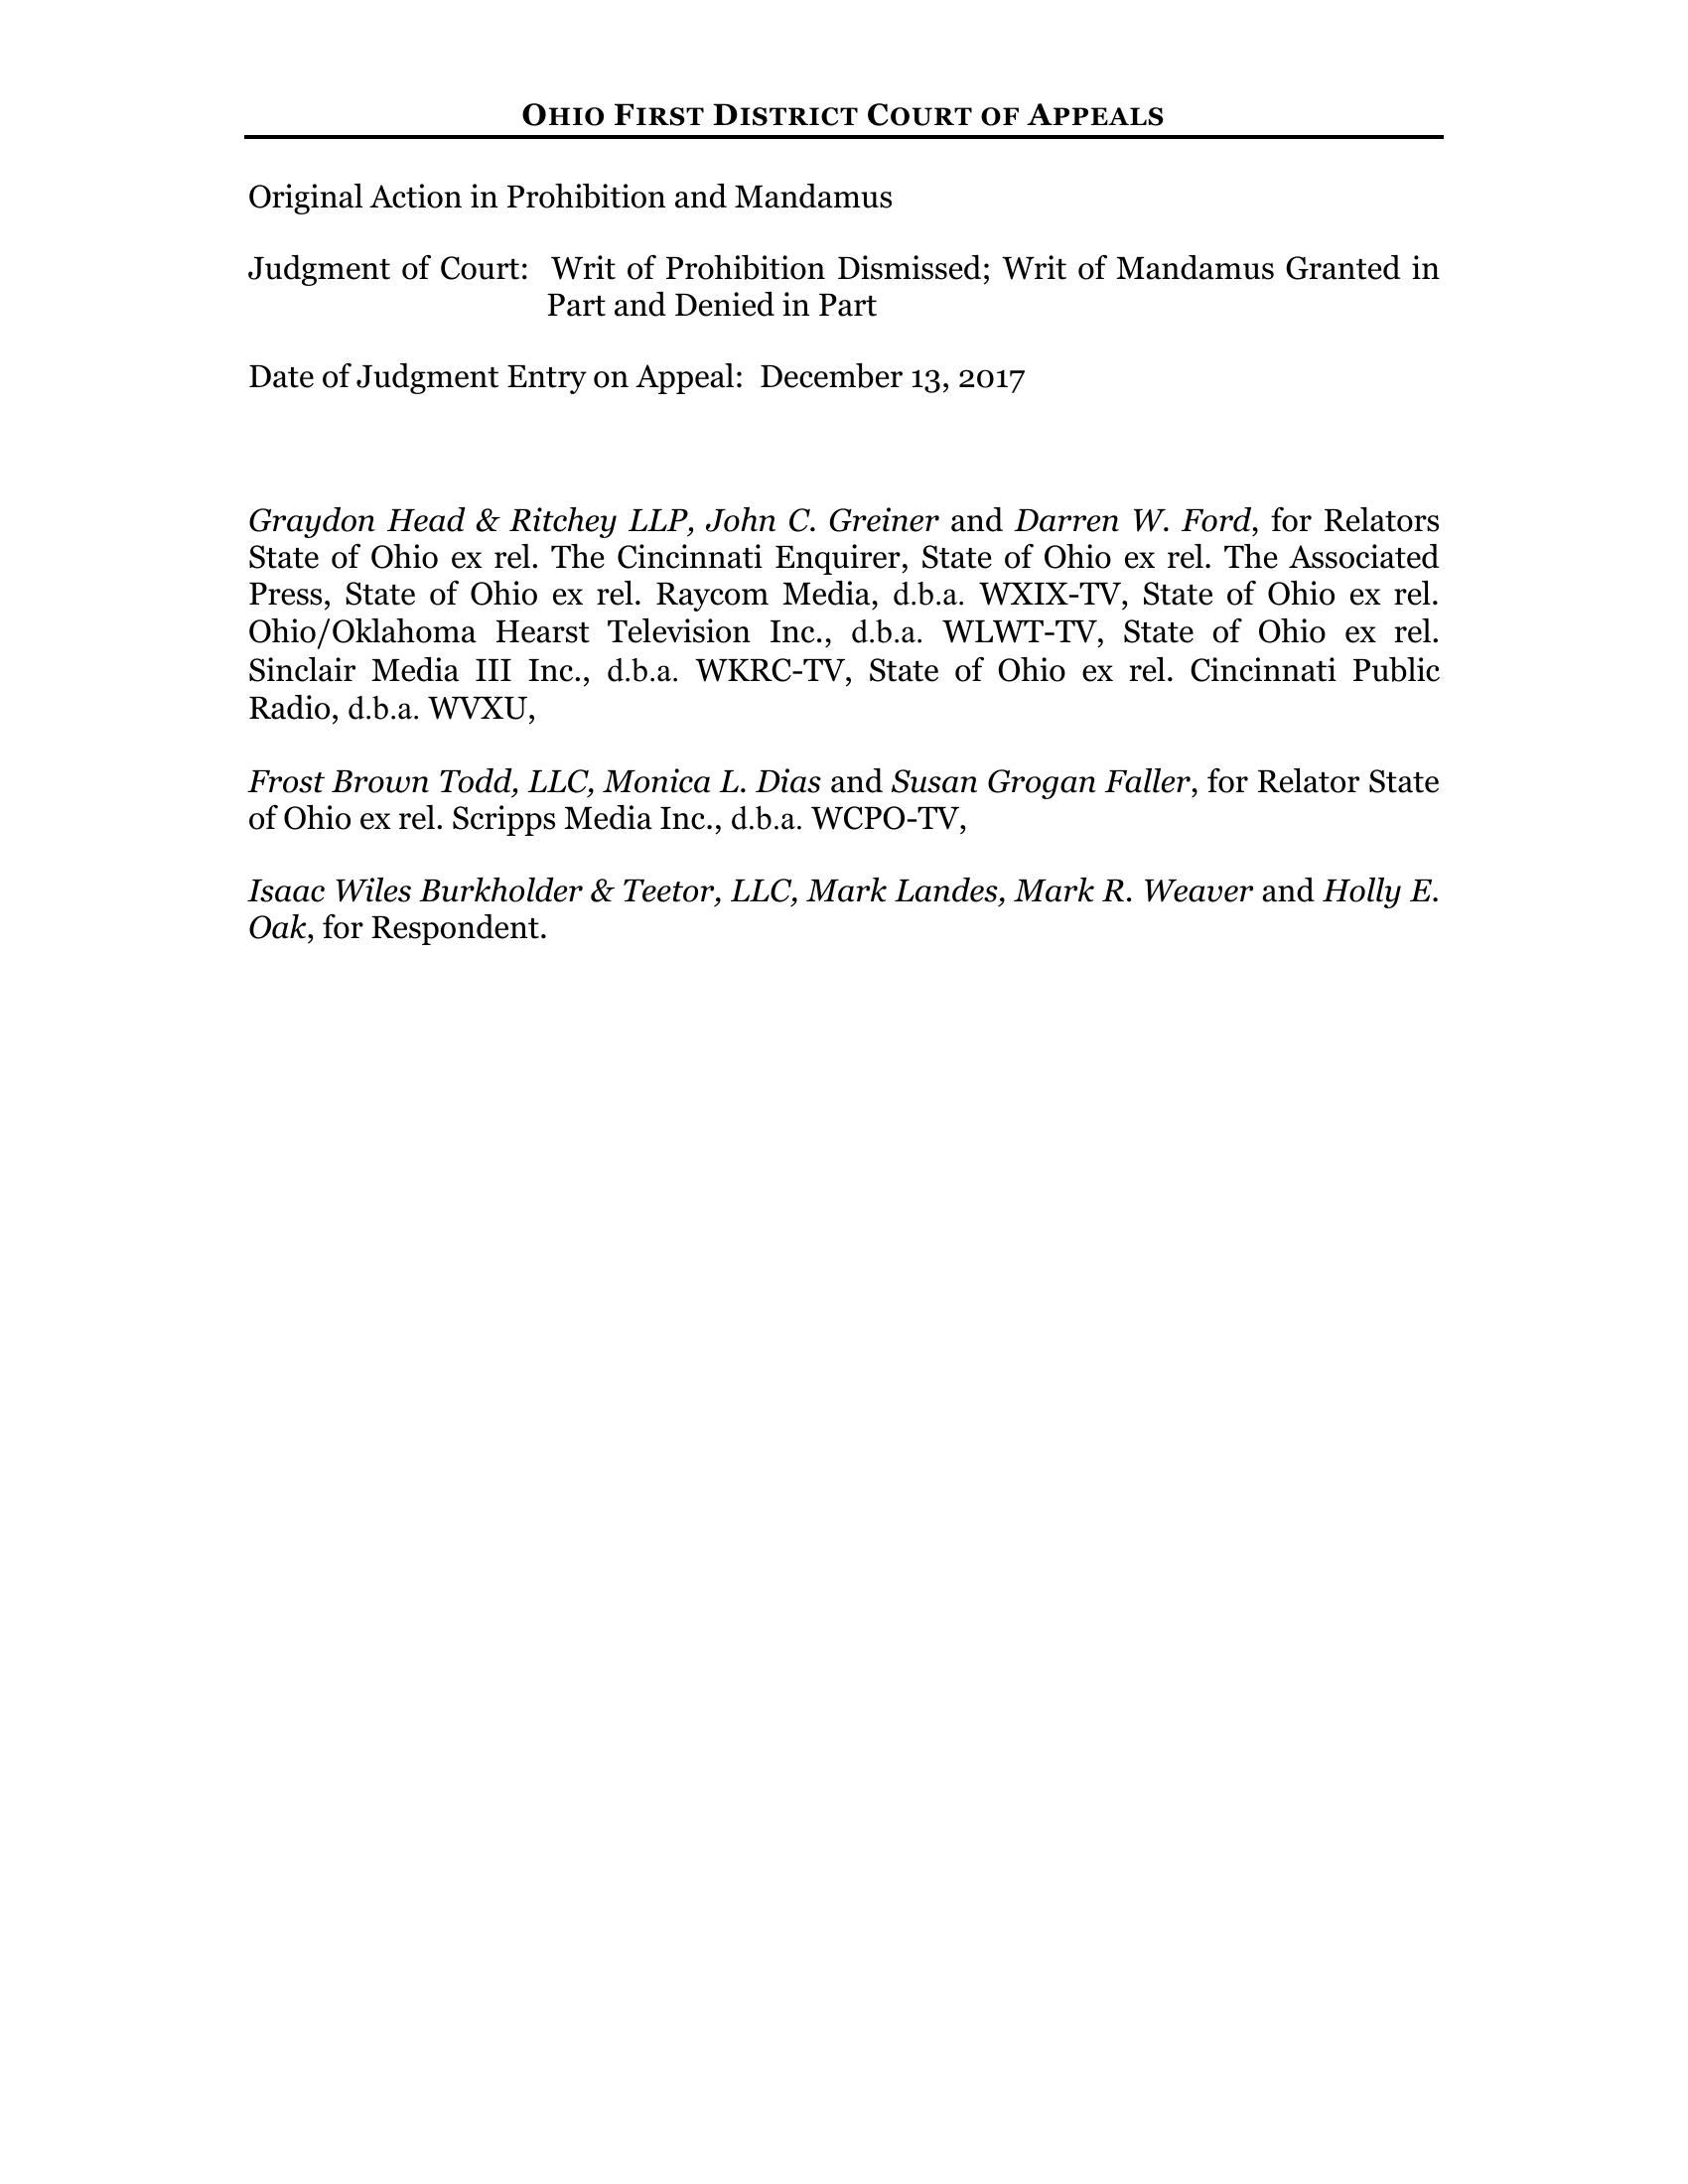 OHIO FIRST DISTRICT COURT OF APPEALS
Original Action in Prohibition and Mandamus
Judgment of Court: Writ of Prohibition Dismissed; Writ of Mandamus Granted in
Part and Denied in Part
Date of Judgment Entry on Appeal: December 13, 2017
Graydon Head & Ritchey LLP, John C. Greiner and Darren W. Ford, for Relators
State of Ohio ex rel. The Cincinnati Enquirer, State of Ohio ex rel. The Associated
Press, State of Ohio ex rel. Raycom Media, d.b.a. WXIX-TV, State of Ohio ex rel.
Ohio/Oklahoma Hearst Television Inc., d.b.a. WLWT-TV, State of Ohio ex rel.
Sinclair Media III Inc., d.b.a. WKRC-TV, State of Ohio ex rel. Cincinnati Public
Radio, d.b.a. WVXU,
Frost Brown Todd, LLC, Monica L. Dias and Susan Grogan Faller, for Relator State
of Ohio ex rel. Scripps Media Inc., d.b.a. WCPO-TV,
Isaac Wiles Burkholder & Teetor, LLC, Mark Landes, Mark R. Weaver and Holly E.
Oak, for Respondent.